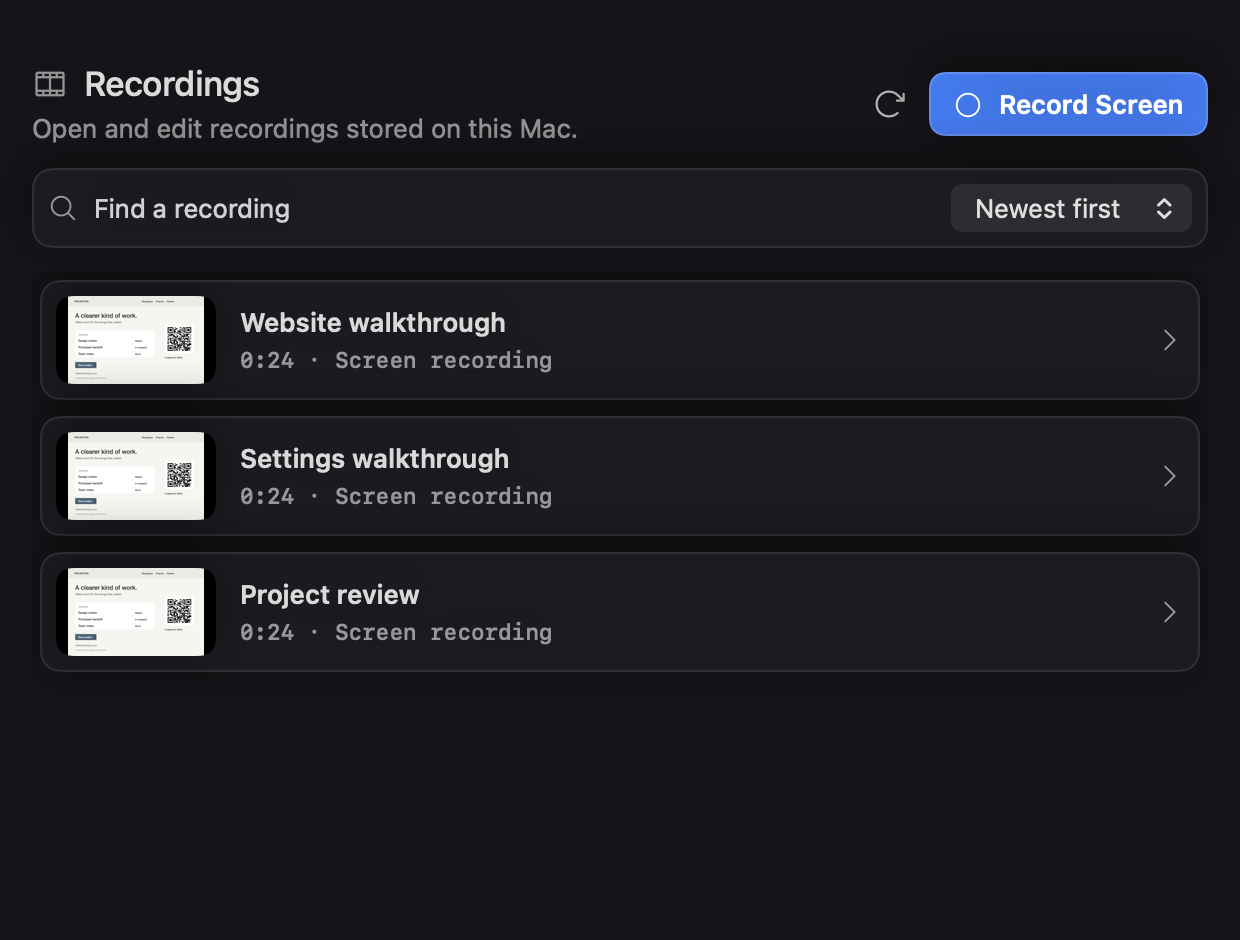 Recordings
Open and edit recordings stored on this Mac.
Record Screen
Find a recording
Newest first
A clearer kind of work.
Website walkthrough
0:24 · Screen recording
A clearer kind of work.
Settings walkthrough
0:24 · Screen recording
A clearer kind of work.
Project review
0:24 · Screen recording